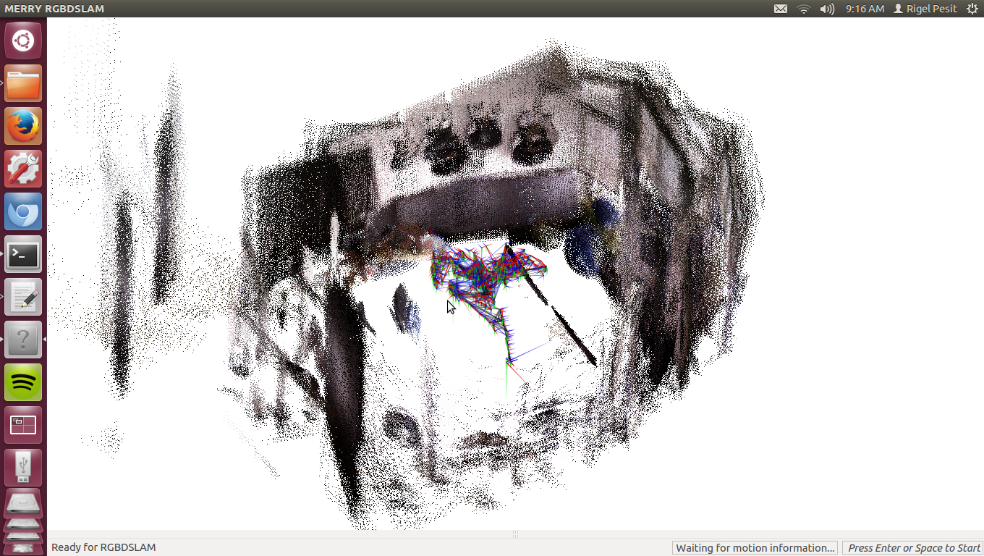 MERRY RGBDSLAM
9:16 AM Rigel Pesit
Ready for RGBDSLAM
Waiting for motion information...
Press Enter or Space to Start